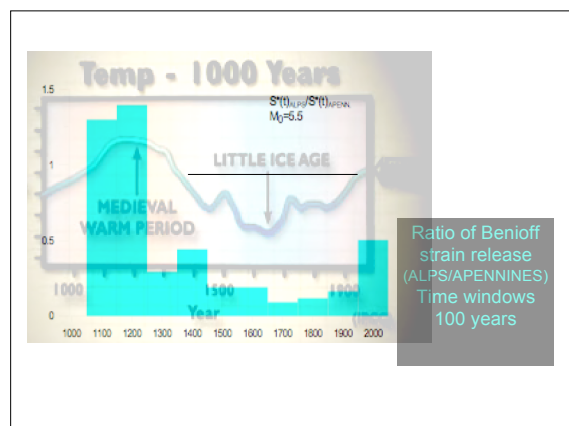 Temp - 1000 Years
1.5
S*(t)ALPS/S*(t)APENN
M0=5.5
1
LITTLE ICE AGE
MEDIEVAL
WARM PERIOD
0.5
1000 1500 1900
0
Year
1000 1100 1200 1300 1400 1500 1600 1700 1800 1900 2000
Ratio of Benioff
strain release
(ALPS/APENNINES)
Time windows
100 years